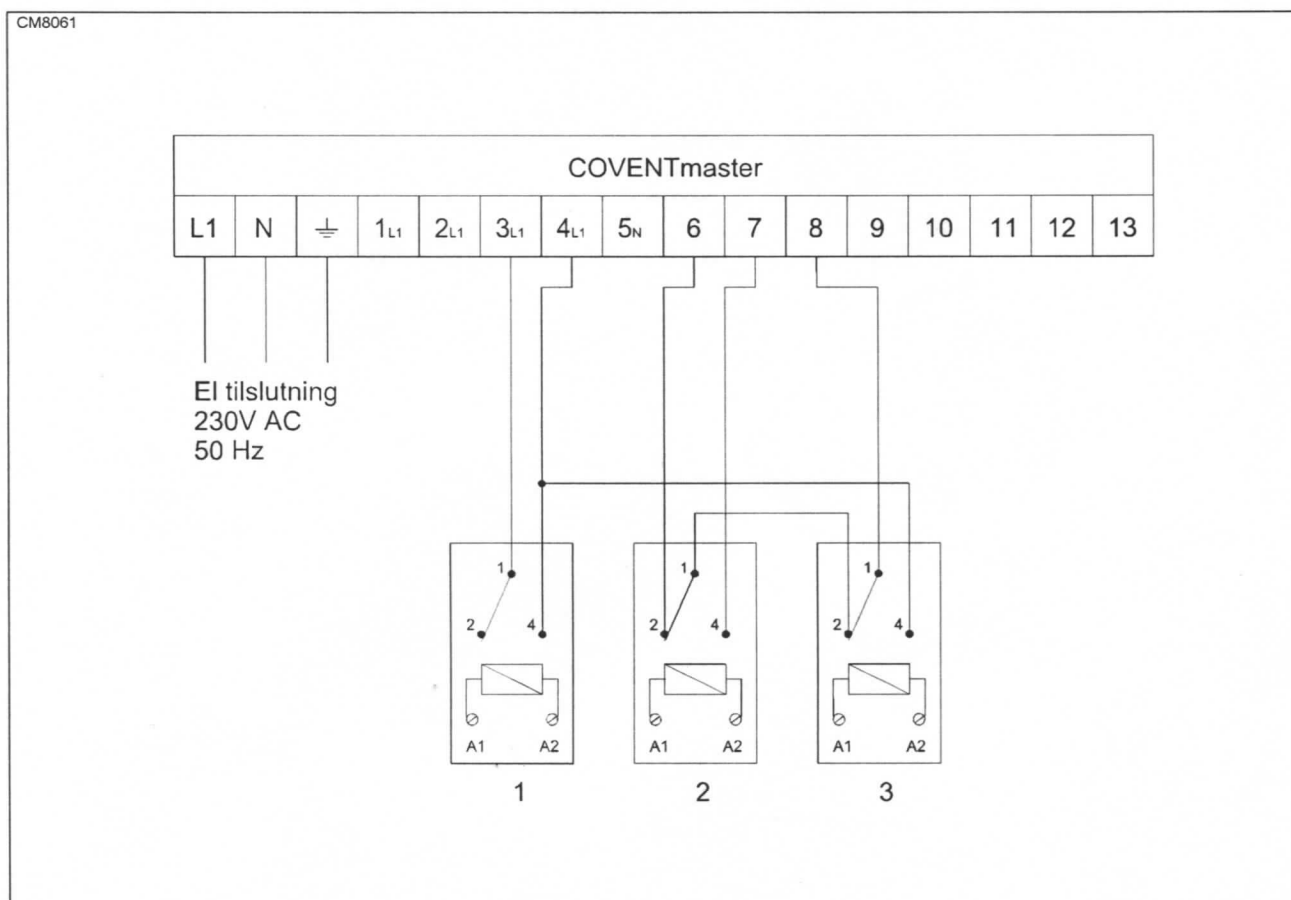 CM8061
COVENTmaster
L1 N 1L1 2L1 3L1 4L1 5N 6 7 8 9 10 11 12 13
El tilslutning
230V AC
50 Hz
1 1 1
2 4 2 4 2 4
A1 A2 A1 A2 A1 A2
1 2 3